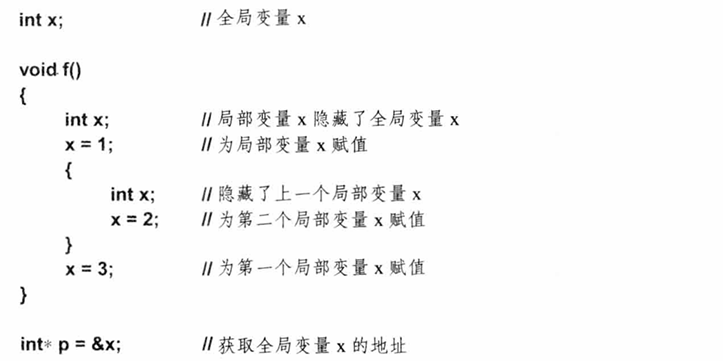 int x; // 全局变量 x
void f()
{
int x; // 局部变量 x 隐藏了全局变量 x
x = 1; // 为局部变量 x 赋值
{
int x; // 隐藏了上一个局部变量 x
x = 2; // 为第二个局部变量 x 赋值
}
x = 3; // 为第一个局部变量 x 赋值
}
int* p = &x; // 获取全局变量 x 的地址